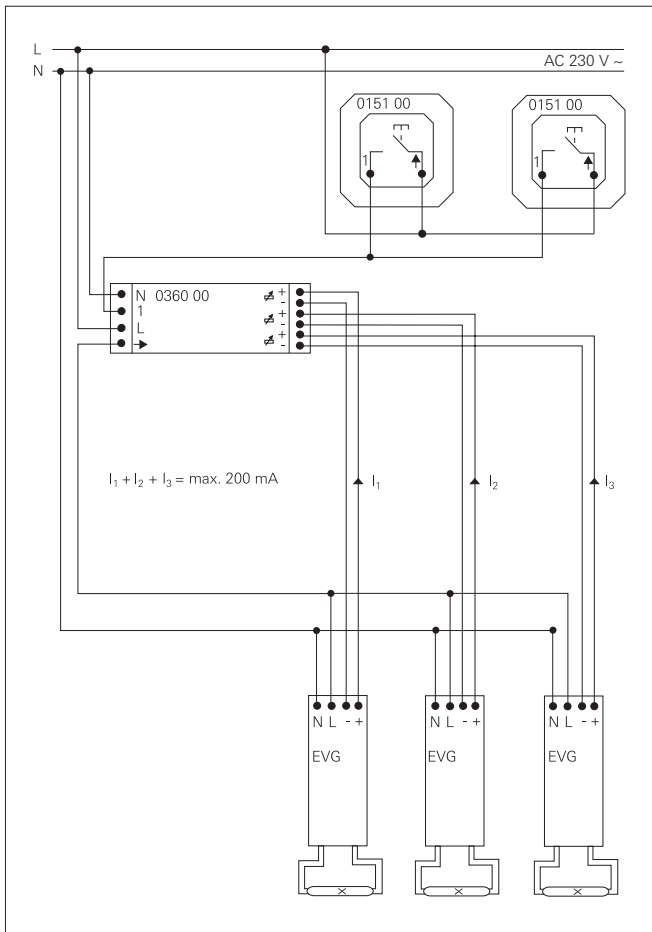 L
AC 230 V ~
N
0151 00
0151 00
1
1
N 0360 00
+
1
-
+
L
-
+
-
I₁ + I₂ + I₃ = max. 200 mA
I₁
I₂
I₃
N L - +
N L - +
N L - +
EVG
EVG
EVG